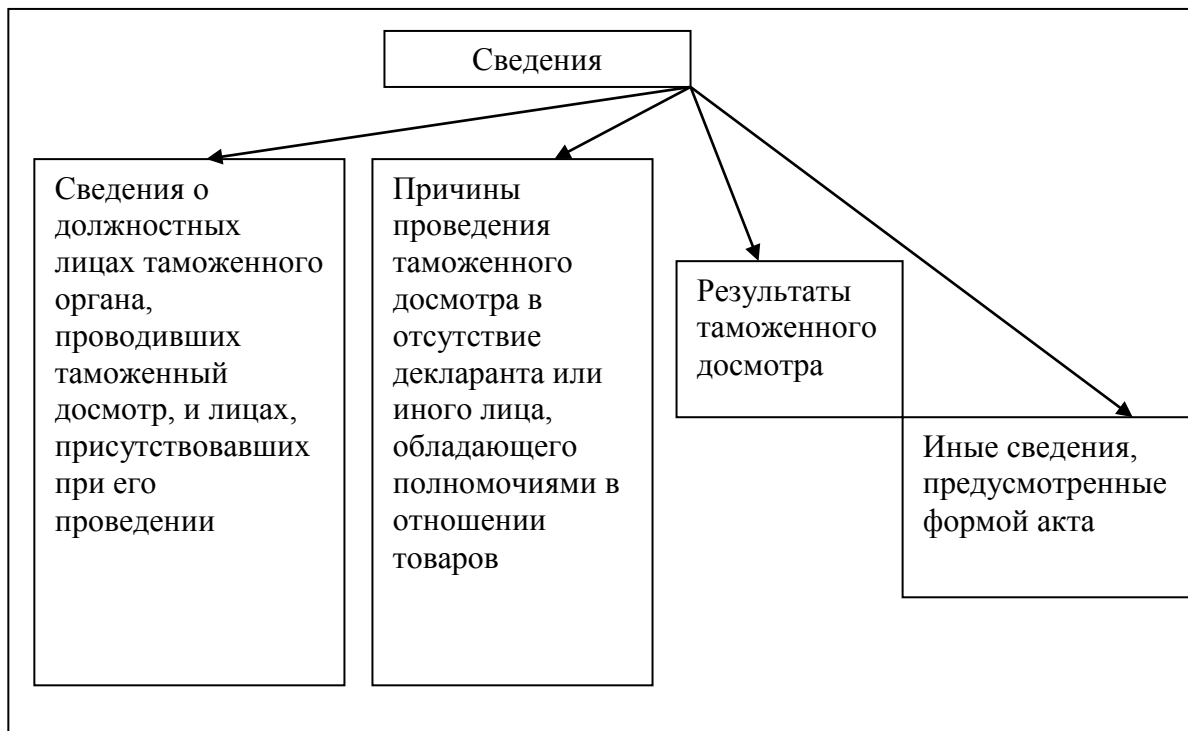 Сведения
Сведения о
должностных
лицах таможенного
органа,
проводивших
таможенный
досмотр, и лицах,
присутствовавших
при его
проведении
Причины
проведения
таможенного
досмотра в
отсутствие
декларанта или
иного лица,
обладающего
полномочиями в
отношении
товаров
Результаты
таможенного
досмотра
Иные сведения,
предусмотренные
формой акта